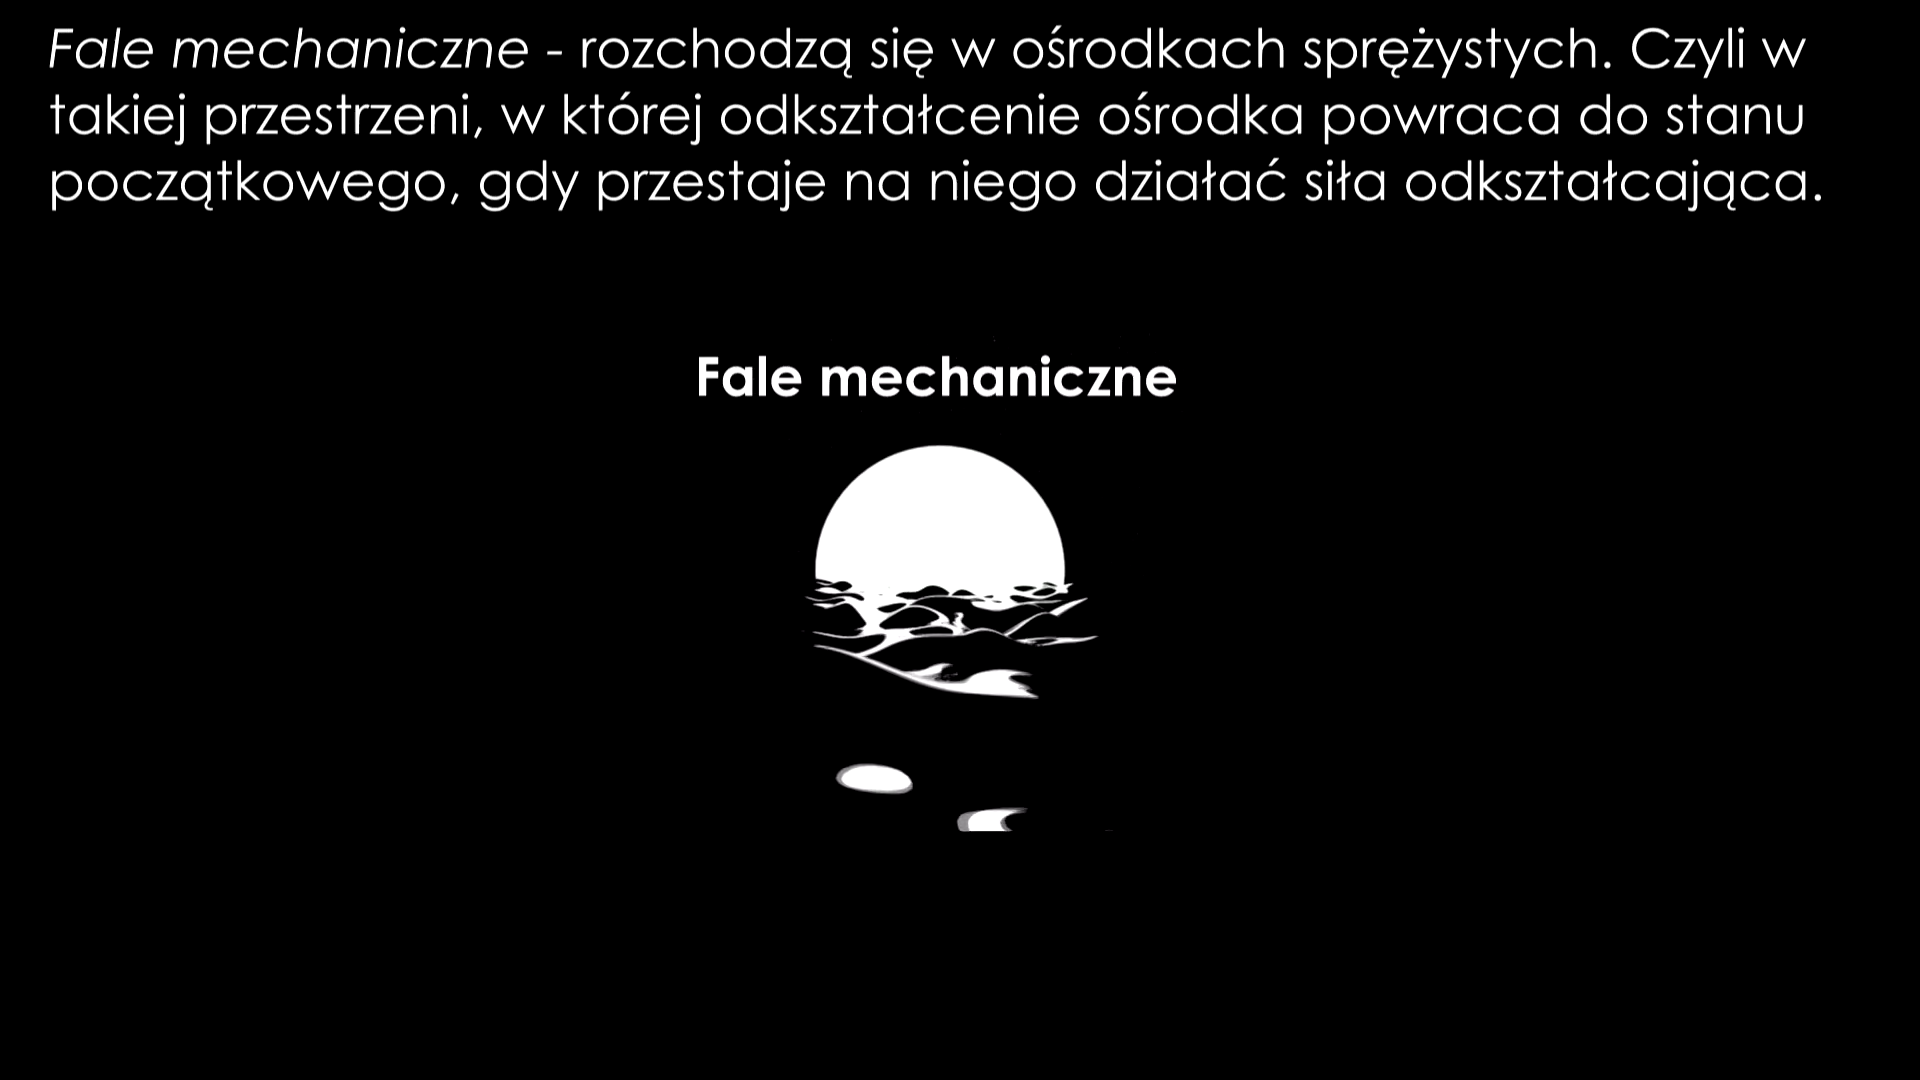 Fale mechaniczne - rozchodzą się w ośrodkach sprężystych. Czyli w
takiej przestrzeni, w której odkształcenie ośrodka powraca do stanu
początkowego, gdy przestaje na niego działać siła odkształcająca.
Fale mechaniczne